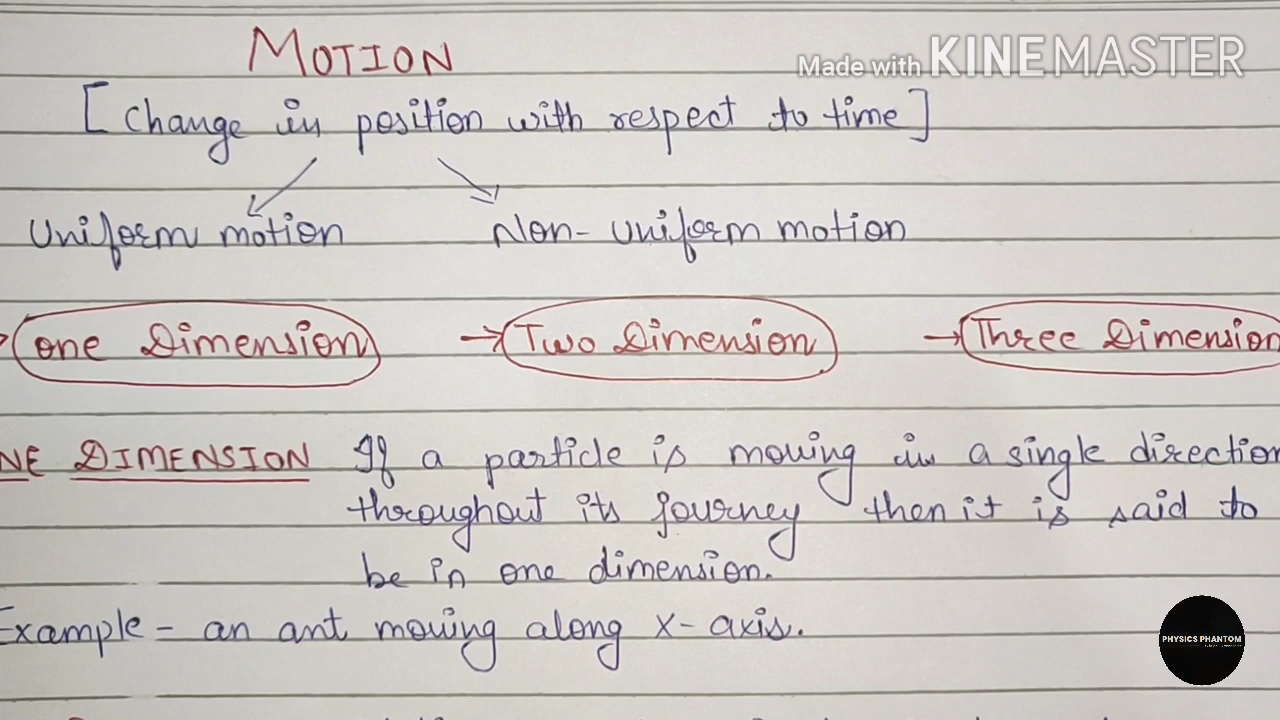 MOTION
Made with KINEMASTER
[Change in position with respect to time]
Uniform motion Non-Uniform motion
One Dimension → Two Dimension → Three Dimension
NE DIMENSION If a particle is moving in a single direction
throughout its journey then it is said to
be in one dimension.
Example - an ant moving along x-axis.
PHYSICS PHANTOM